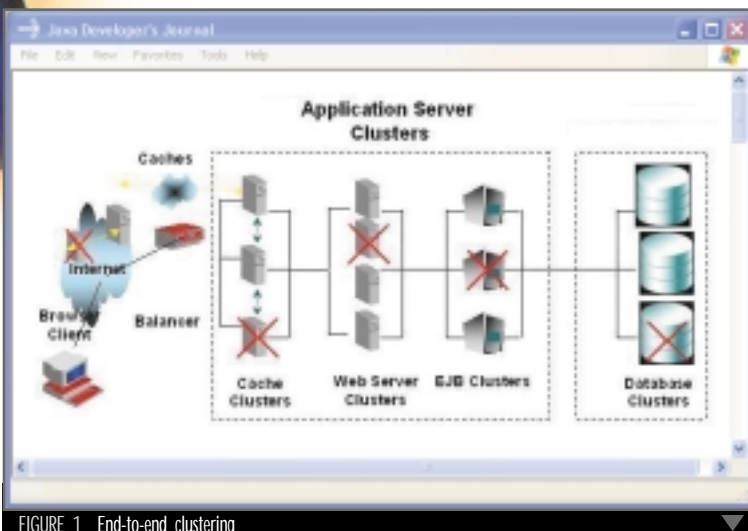 Java Developer's Journal
File Edit View Favorites Tools Help
Application Server
Clusters
Caches
Internet
Browser
Client
Balancer
Cache
Clusters
Web Server
Clusters
EJB Clusters
Database
Clusters
FIGURE 1 End-to-end clustering